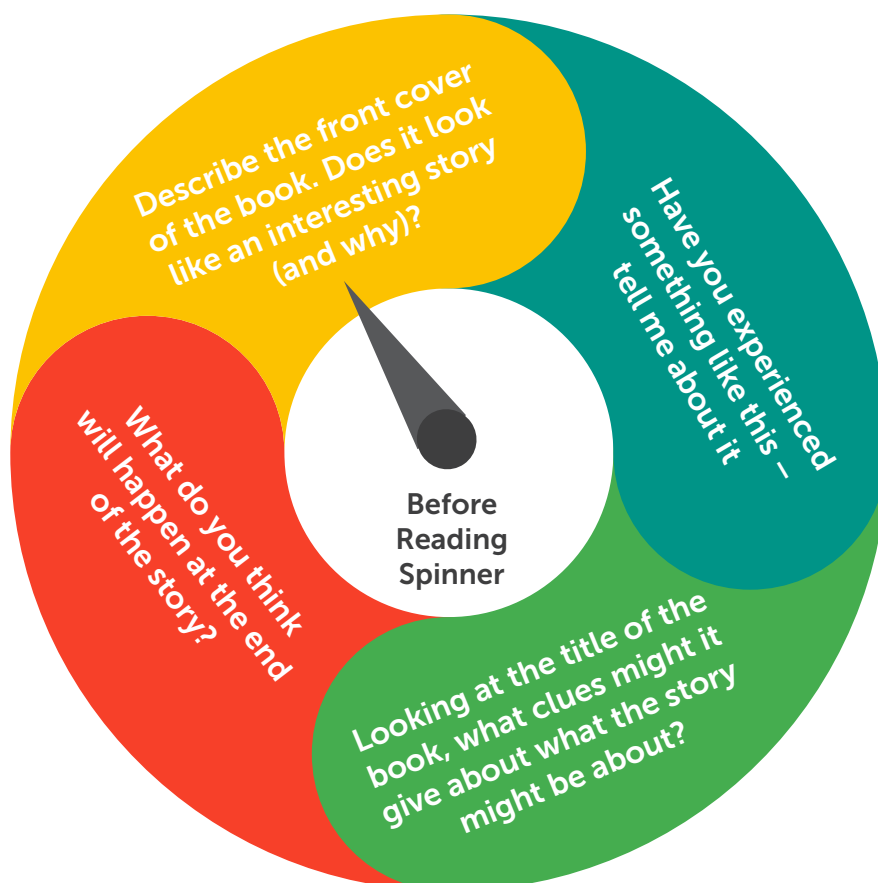 Describe the front cover
of the book. Does it look
like an interesting story
(and why)?
Have you experienced
something like this –
tell me about it
Looking at the title of the
book, what clues might it
give about what the story
might be about?
What do you think
will happen at the end
of the story?
Before
Reading
Spinner